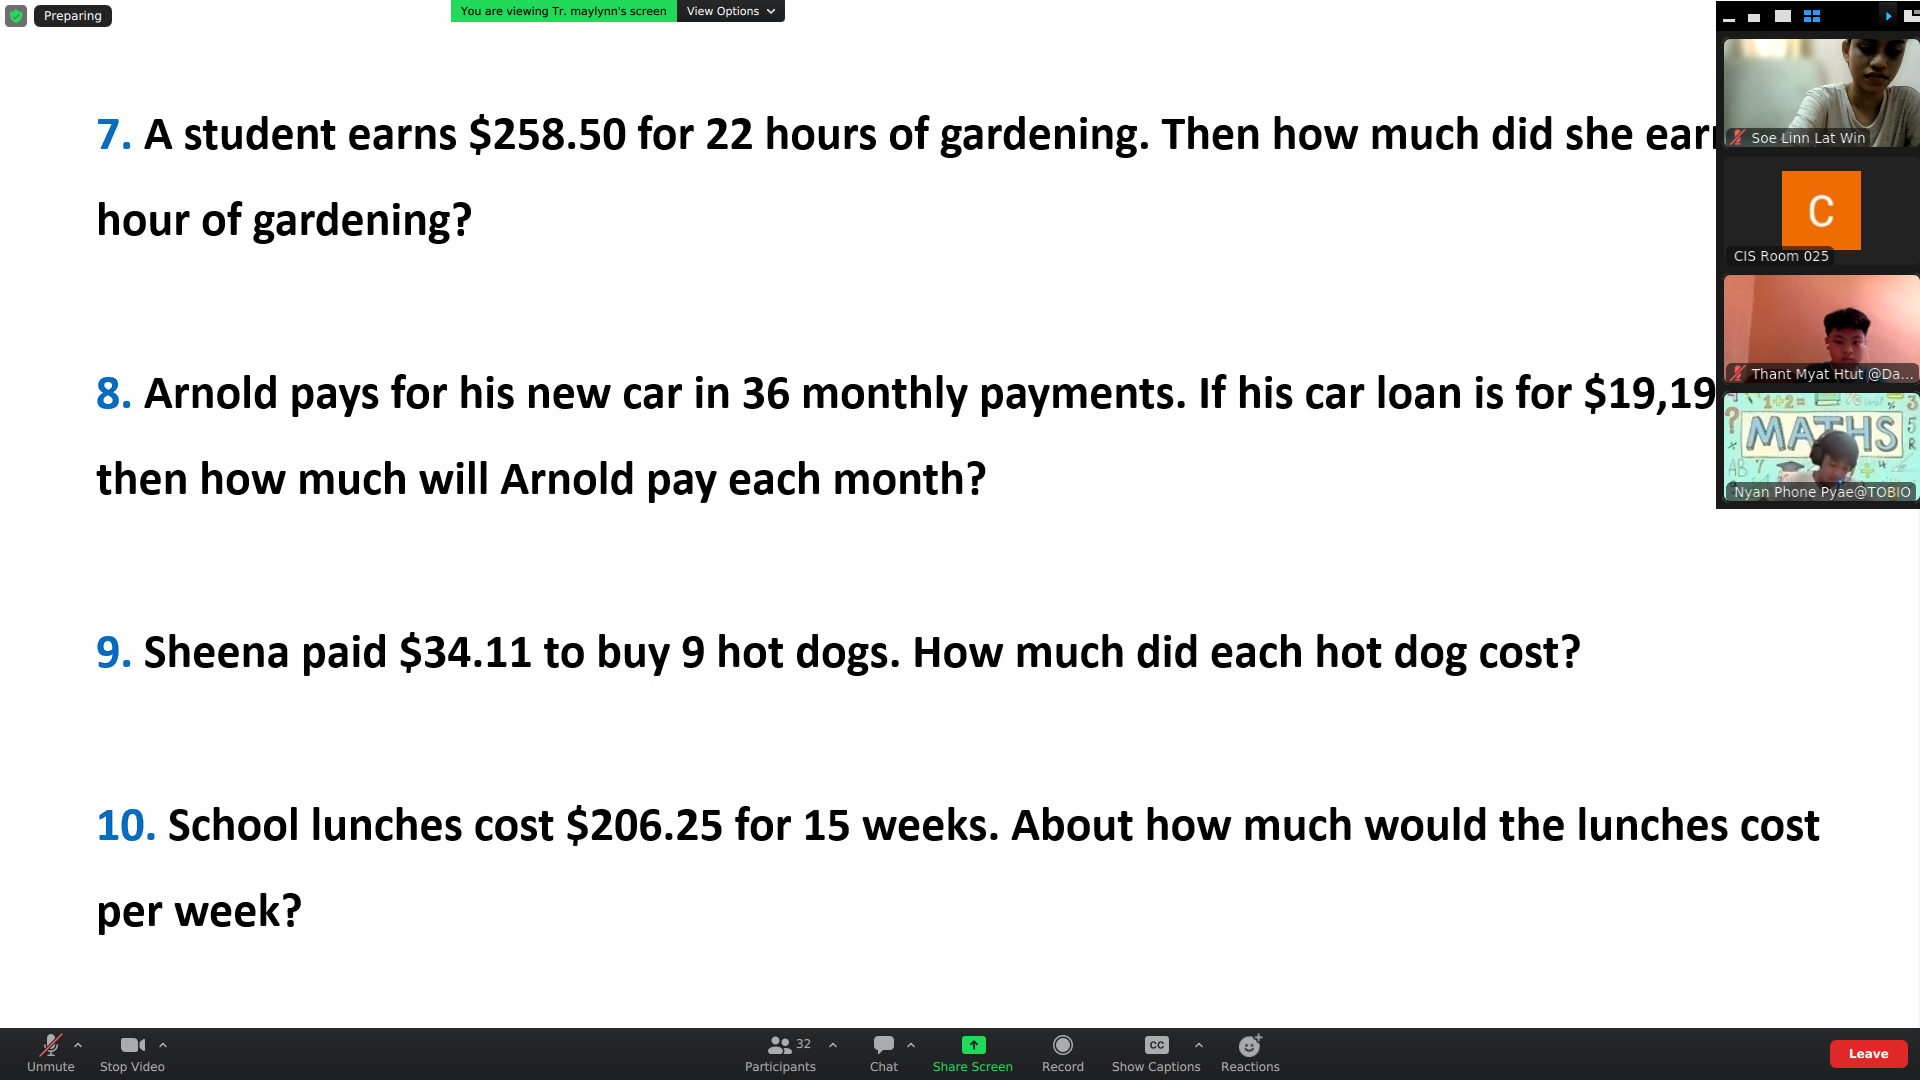 Preparing
You are viewing Tr. maylynn's screen View Options
7. A student earns $258.50 for 22 hours of gardening. Then how much did she
hour of gardening?
8. Arnold pays for his new car in 36 monthly payments. If his car loan is for $19,19
then how much will Arnold pay each month?
9. Sheena paid $34.11 to buy 9 hot dogs. How much did each hot dog cost?
10. School lunches cost $206.25 for 15 weeks. About how much would the lunches cost
per week?
Soe Linn Lat Win
C
CIS Room 025
Thant Myat Htut @Da...
1+2=
MATHS
Nyan Phone Pyae@TOBIO
Unmute Stop Video 32 Participants Chat Share Screen Record CC Show Captions Reactions Leave